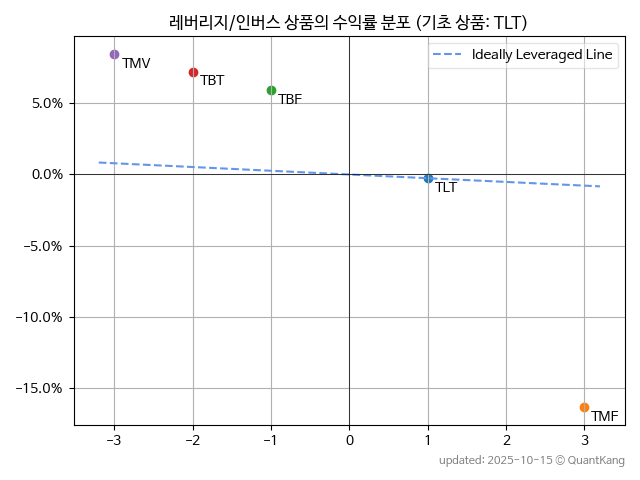 레버리지/인버스 상품의 수익률 분포 (기초 상품: TLT)
Ideally Leveraged Line
TMV
TBT
TBF
TLT
TMF
5.0%
0.0%
-5.0%
-10.0%
-15.0%
-3 -2 -1 0 1 2 3
updated: 2025-10-15 © QuantKang